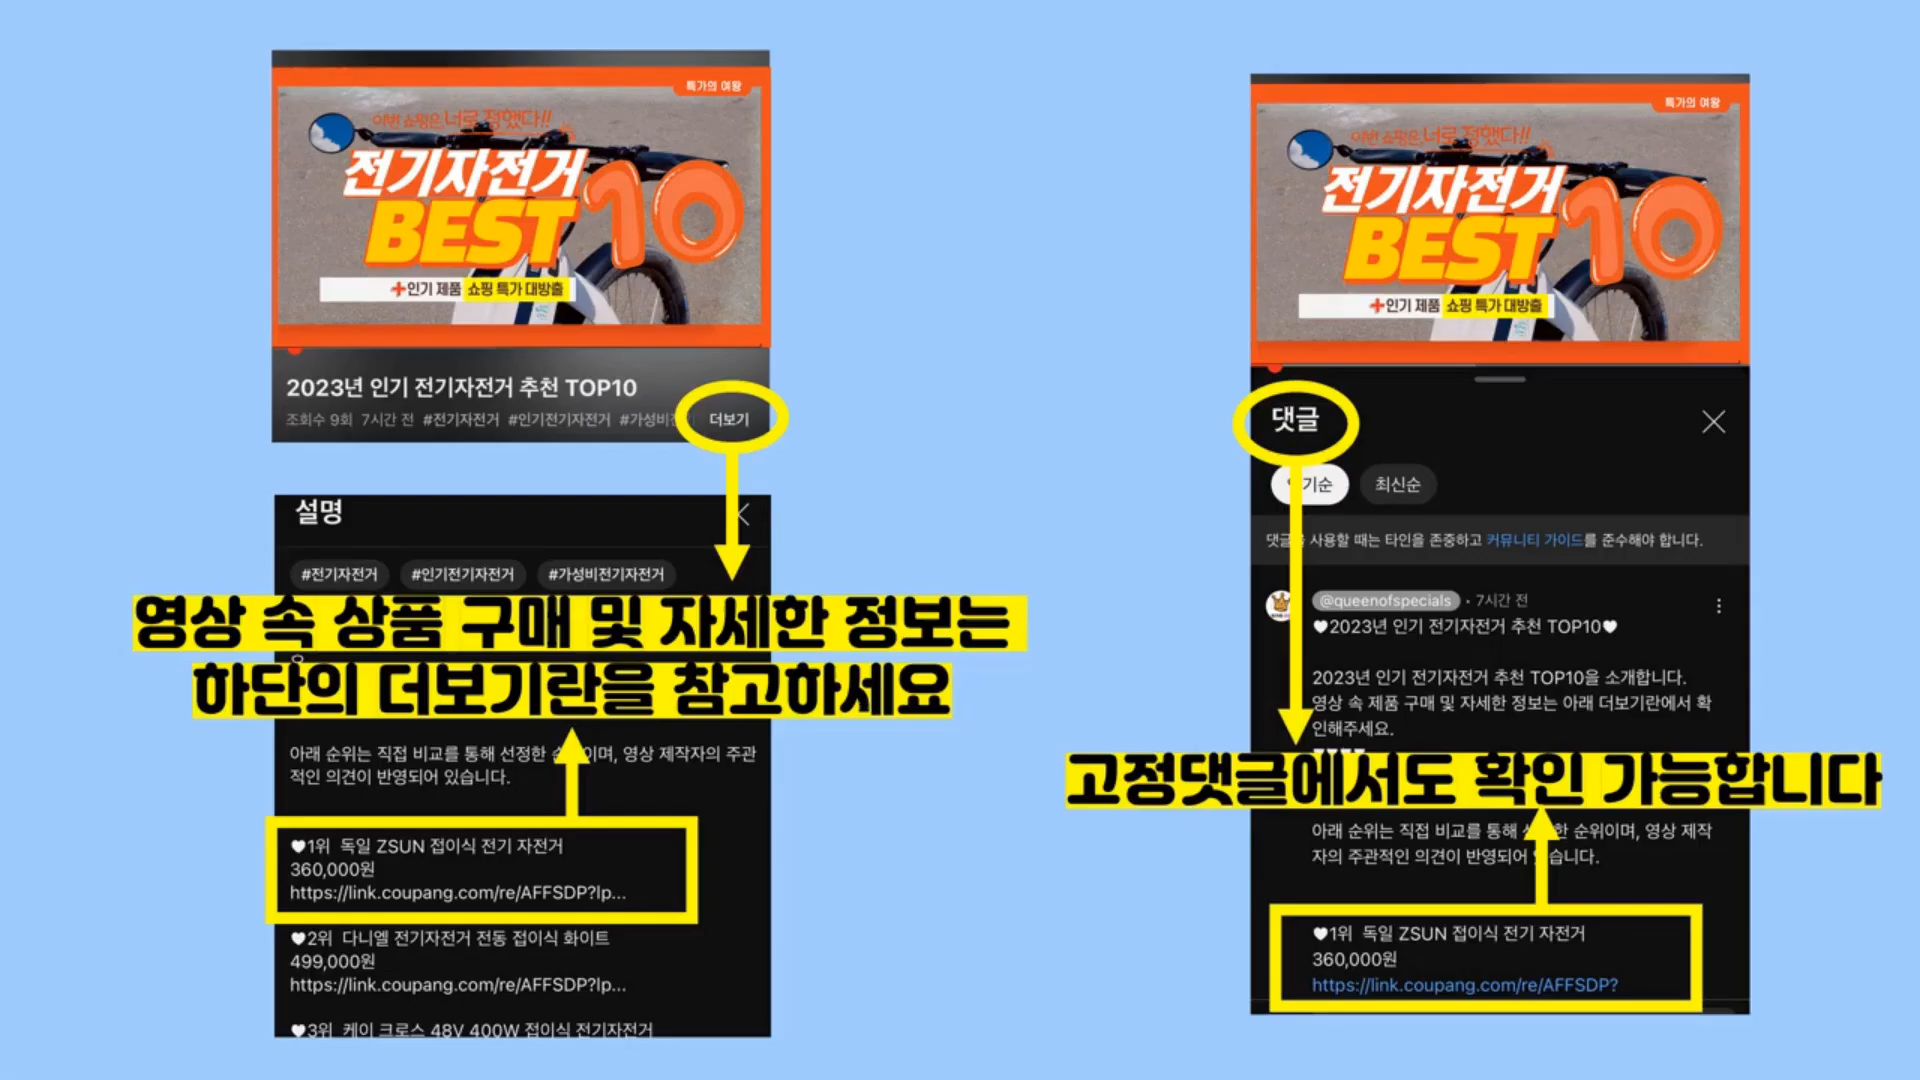 특가의 여왕
이번 쇼핑은 너로 정했다!!
전기자전거
BEST 10
+인기 제품 쇼핑 특가 대방출
2023년 인기 전기자전거 추천 TOP10
조회수 9회 7시간 전 #전기자전거 #인기전기자전거 #가성비 더보기
설명
#전기자전거 #인기전기자전거 #가성비전기자전거
영상 속 상품 구매 및 자세한 정보는
하단의 더보기란을 참고하세요
아래 순위는 직접 비교를 통해 선정한 이며, 영상 제작자의 주관
적인 의견이 반영되어 있습니다.
♥1위 독일 ZSUN 접이식 전기 자전거
360,000원
https://link.coupang.com/re/AFFSDP?lp...
♥2위 다니엘 전기자전거 전동 접이식 화이트
499,000원
https://link.coupang.com/re/AFFSDP?lp...
♥3위 케이 크로스 48V 400W 접이식 전기자전거
특가의 여왕
이번 쇼핑은 너로 정했다!!
전기자전거
BEST 10
+인기 제품 쇼핑 특가 대방출
댓글
기순 최신순
댓글 사용할 때는 타인을 존중하고 커뮤니티 가이드를 준수해야 합니다.
@queenofspecials · 7시간 전
♥2023년 인기 전기자전거 추천 TOP10♥
2023년 인기 전기자전거 추천 TOP10을 소개합니다.
영상 속 제품 구매 및 자세한 정보는 아래 더보기란에서 확
인해주세요.
고정댓글에서도 확인 가능합니다
아래 순위는 직접 비교를 통해 한 순위이며, 영상 제작
자의 주관적인 의견이 반영되어 습니다.
♥1위 독일 ZSUN 접이식 전기 자전거
360,000원
https://link.coupang.com/re/AFFSDP?